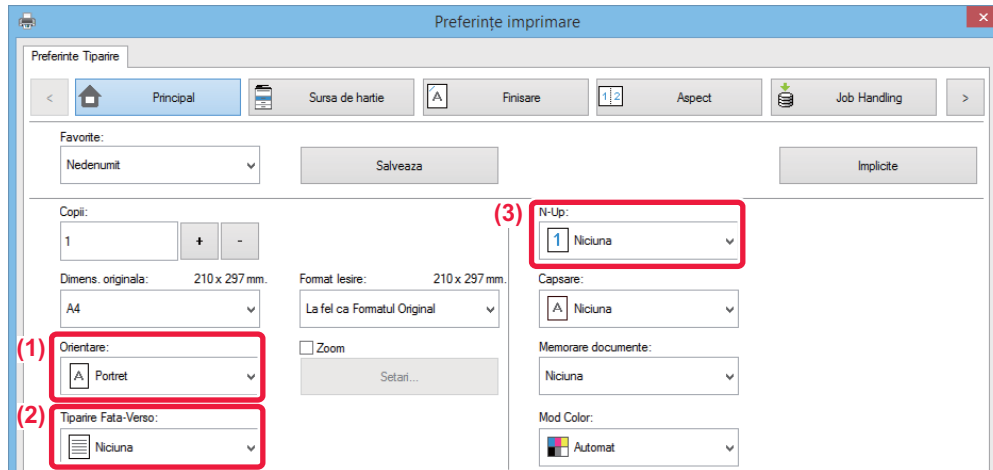 Preferințe imprimare
Preferinte Tiparire
< Principal Sursa de hartie A Finisare 1 2 Aspect Job Handling >
Favorite:
Nedenumit Salveaza Implicite
Copii: (3) N-Up:
1 + - 1 Niciuna
Dimens. originala: 210 x 297 mm. Format Iesire: 210 x 297 mm. Capsare:
A4 La fel ca Formatul Original A Niciuna
(1) Orientare: Zoom Memorare documente:
A Portret Setari... Niciuna
(2) Tiparire Fata-Verso: Mod Color:
Niciuna Automat